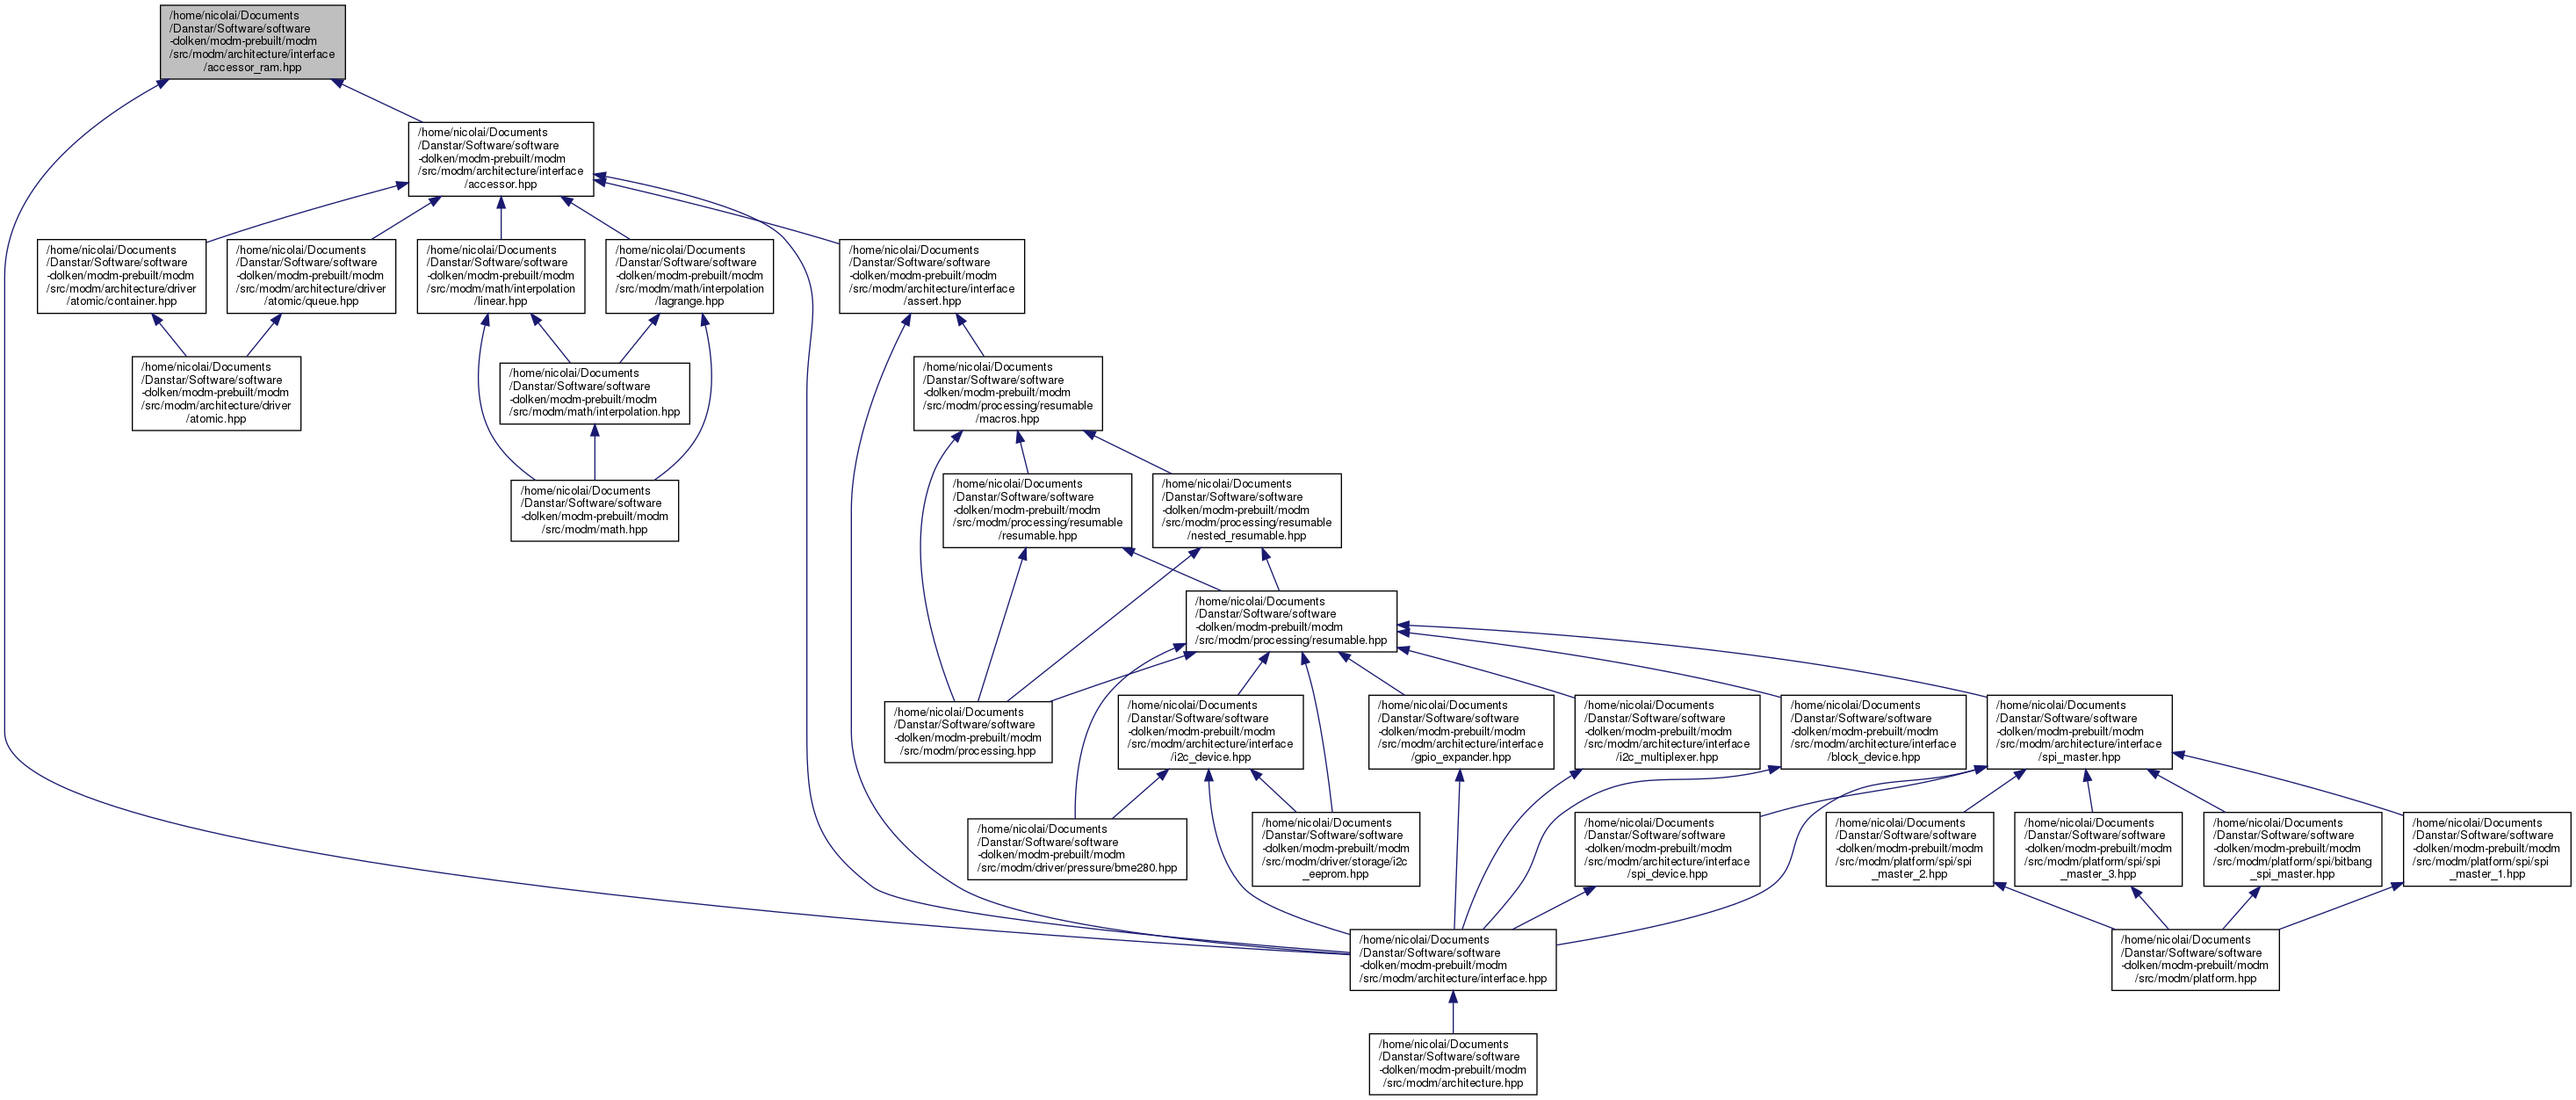 /home/nicolai/Documents
/Danstar/Software/software
-dolken/modm-prebuilt/modm
/src/modm/architecture/interface
/accessor_ram.hpp
/home/nicolai/Documents
/Danstar/Software/software
-dolken/modm-prebuilt/modm
/src/modm/architecture/interface
/accessor.hpp
/home/nicolai/Documents
/Danstar/Software/software
-dolken/modm-prebuilt/modm
/src/modm/architecture/driver
/atomic/container.hpp
/home/nicolai/Documents
/Danstar/Software/software
-dolken/modm-prebuilt/modm
/src/modm/architecture/driver
/atomic/queue.hpp
/home/nicolai/Documents
/Danstar/Software/software
-dolken/modm-prebuilt/modm
/src/modm/math/interpolation
/linear.hpp
/home/nicolai/Documents
/Danstar/Software/software
-dolken/modm-prebuilt/modm
/src/modm/math/interpolation
/lagrange.hpp
/home/nicolai/Documents
/Danstar/Software/software
-dolken/modm-prebuilt/modm
/src/modm/architecture/interface
/assert.hpp
/home/nicolai/Documents
/Danstar/Software/software
-dolken/modm-prebuilt/modm
/src/modm/architecture/driver
/atomic.hpp
/home/nicolai/Documents
/Danstar/Software/software
-dolken/modm-prebuilt/modm
/src/modm/math/interpolation.hpp
/home/nicolai/Documents
/Danstar/Software/software
-dolken/modm-prebuilt/modm
/src/modm/processing/resumable
/macros.hpp
/home/nicolai/Documents
/Danstar/Software/software
-dolken/modm-prebuilt/modm
/src/modm/math.hpp
/home/nicolai/Documents
/Danstar/Software/software
-dolken/modm-prebuilt/modm
/src/modm/processing/resumable
/resumable.hpp
/home/nicolai/Documents
/Danstar/Software/software
-dolken/modm-prebuilt/modm
/src/modm/processing/resumable
/nested_resumable.hpp
/home/nicolai/Documents
/Danstar/Software/software
-dolken/modm-prebuilt/modm
/src/modm/processing/resumable.hpp
/home/nicolai/Documents
/Danstar/Software/software
-dolken/modm-prebuilt/modm
/src/modm/processing.hpp
/home/nicolai/Documents
/Danstar/Software/software
-dolken/modm-prebuilt/modm
/src/modm/architecture/interface
/i2c_device.hpp
/home/nicolai/Documents
/Danstar/Software/software
-dolken/modm-prebuilt/modm
/src/modm/architecture/interface
/gpio_expander.hpp
/home/nicolai/Documents
/Danstar/Software/software
-dolken/modm-prebuilt/modm
/src/modm/architecture/interface
/i2c_multiplexer.hpp
/home/nicolai/Documents
/Danstar/Software/software
-dolken/modm-prebuilt/modm
/src/modm/architecture/interface
/block_device.hpp
/home/nicolai/Documents
/Danstar/Software/software
-dolken/modm-prebuilt/modm
/src/modm/architecture/interface
/spi_master.hpp
/home/nicolai/Documents
/Danstar/Software/software
-dolken/modm-prebuilt/modm
/src/modm/driver/pressure/bme280.hpp
/home/nicolai/Documents
/Danstar/Software/software
-dolken/modm-prebuilt/modm
/src/modm/driver/storage/i2c
_eeprom.hpp
/home/nicolai/Documents
/Danstar/Software/software
-dolken/modm-prebuilt/modm
/src/modm/architecture/interface
/spi_device.hpp
/home/nicolai/Documents
/Danstar/Software/software
-dolken/modm-prebuilt/modm
/src/modm/platform/spi/spi
_master_2.hpp
/home/nicolai/Documents
/Danstar/Software/software
-dolken/modm-prebuilt/modm
/src/modm/platform/spi/spi
_master_3.hpp
/home/nicolai/Documents
/Danstar/Software/software
-dolken/modm-prebuilt/modm
/src/modm/platform/spi/bitbang
_spi_master.hpp
/home/nicolai/Documents
/Danstar/Software/software
-dolken/modm-prebuilt/modm
/src/modm/platform/spi/spi
_master_1.hpp
/home/nicolai/Documents
/Danstar/Software/software
-dolken/modm-prebuilt/modm
/src/modm/architecture/interface.hpp
/home/nicolai/Documents
/Danstar/Software/software
-dolken/modm-prebuilt/modm
/src/modm/platform.hpp
/home/nicolai/Documents
/Danstar/Software/software
-dolken/modm-prebuilt/modm
/src/modm/architecture.hpp